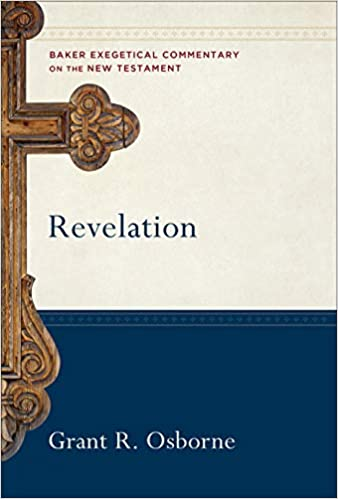 BAKER EXEGETICAL COMMENTARY
ON THE NEW TESTAMENT
Revelation
Grant R. Osborne